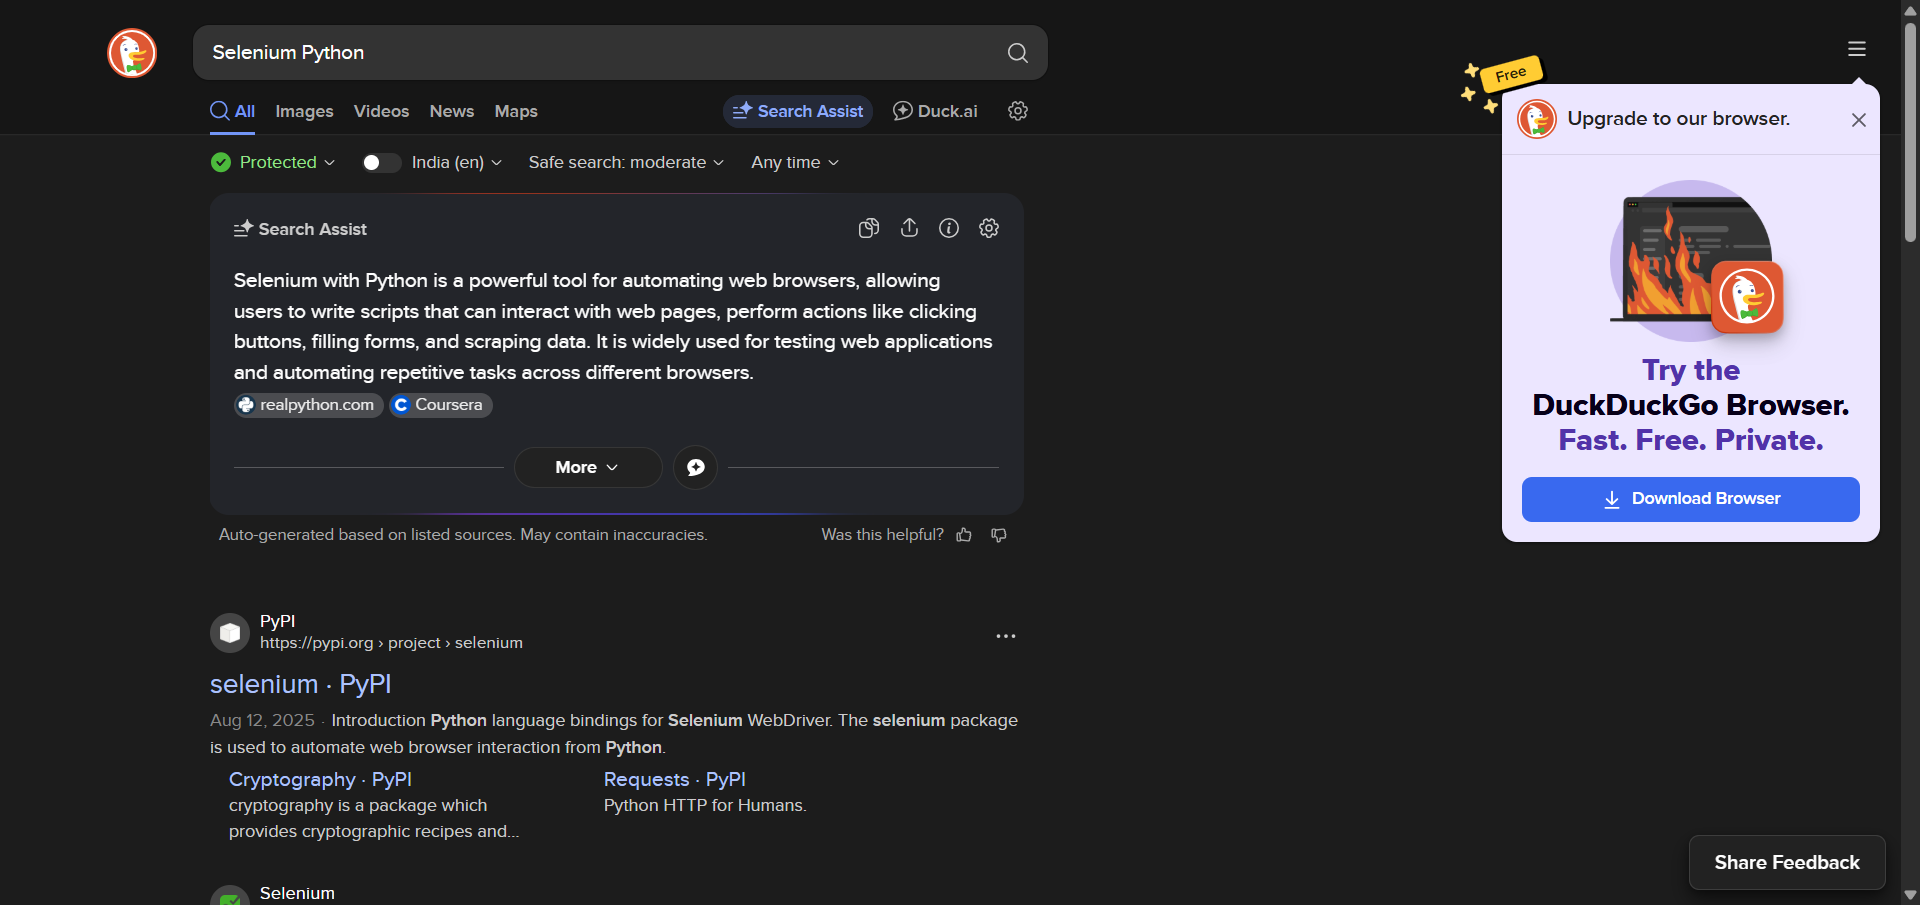 Selenium Python
All Images Videos News Maps Search Assist Duck.ai
Protected India (en) Safe search: moderate Any time
Search Assist
Selenium with Python is a powerful tool for automating web browsers, allowing
users to write scripts that can interact with web pages, perform actions like clicking
buttons, filling forms, and scraping data. It is widely used for testing web applications
and automating repetitive tasks across different browsers.
realpython.com Coursera
More
Auto-generated based on listed sources. May contain inaccuracies. Was this helpful?
PyPI
https://pypi.org › project › selenium
selenium · PyPI
Aug 12, 2025 · Introduction Python language bindings for Selenium WebDriver. The selenium package
is used to automate web browser interaction from Python.
Cryptography · PyPI
cryptography is a package which
provides cryptographic recipes and...
Requests · PyPI
Python HTTP for Humans.
Selenium
Free
Upgrade to our browser.
Try the
DuckDuckGo Browser.
Fast. Free. Private.
Download Browser
Share Feedback